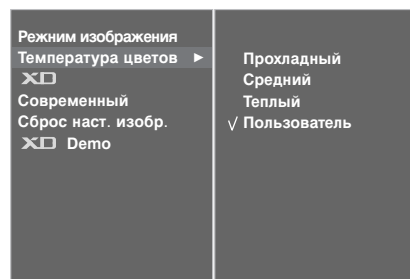 Режим изображения
Температура цветов ►
XD
Современный
Сброс наст. изобр.
XD Demo
Прохладный
Средний
Теплый
√ Пользователь